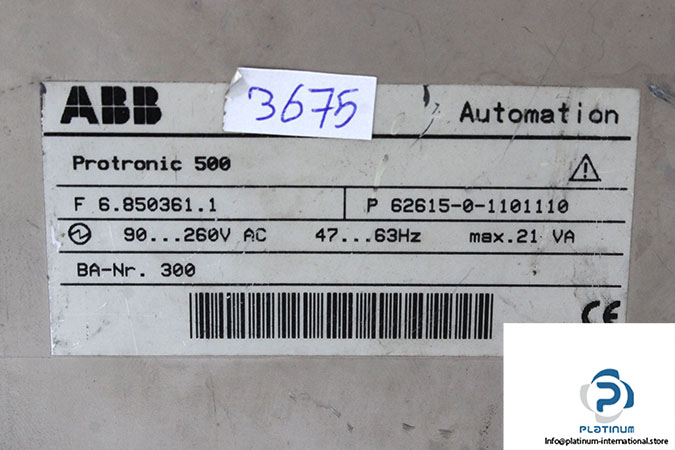 ABB
3675
Automation
Protronic 500
F 6.850361.1
P 62615-0-1101110
90...260V AC 47...63Hz max.21 VA
BA-Nr. 300
CE
PLATINUM
Info@platinum-international.store